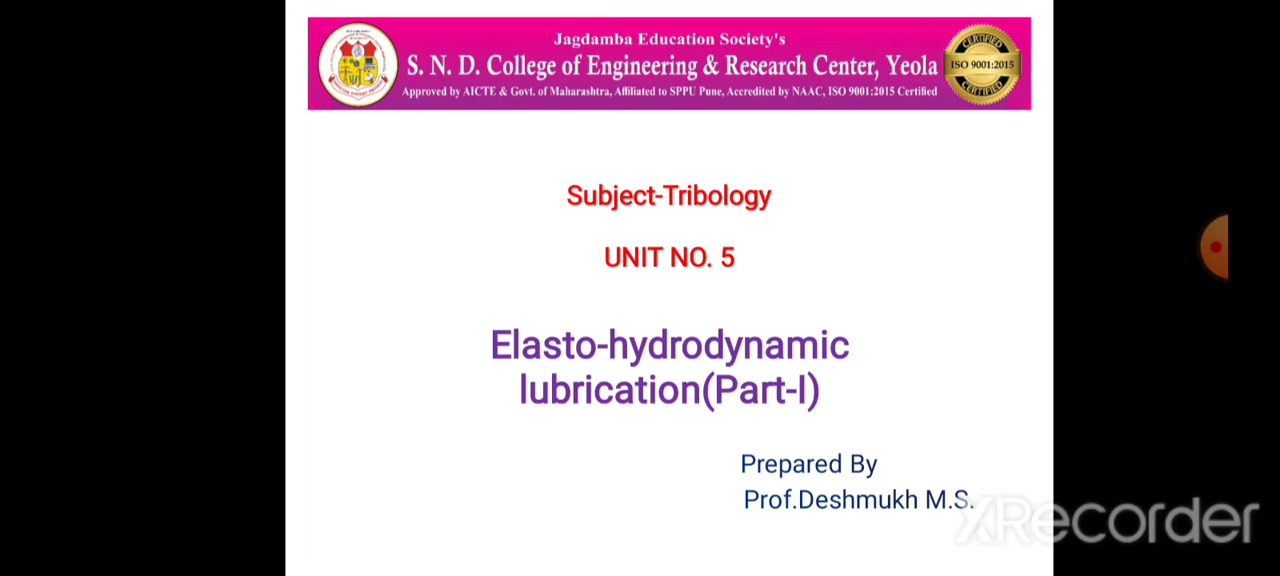 Jagdamba Education Society's
S. N. D. College of Engineering & Research Center, Yeola
Approved by AICTE & Govt. of Maharashtra, Affiliated to SPPU Pune, Accredited by NAAC, ISO 9001:2015 Certified
CERTIFIED
ISO 9001:2015
CERTIFIED
Subject-Tribology
UNIT NO. 5
Elasto-hydrodynamic
lubrication(Part-I)
Prepared By
Prof.Deshmukh M.S.
XRecorder